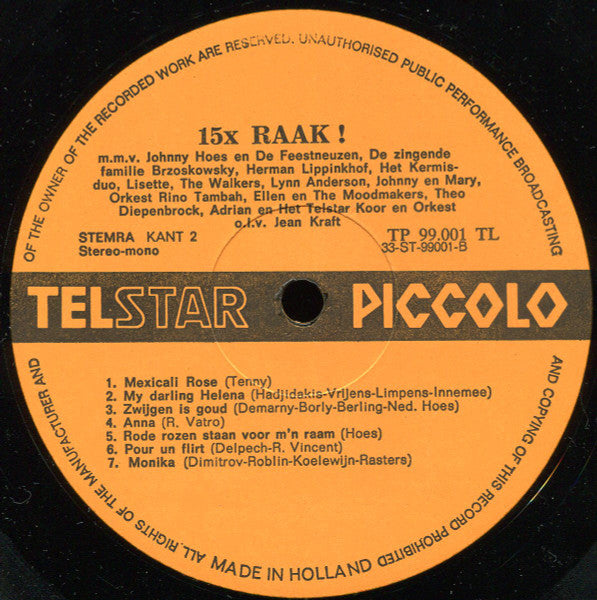 OF THE OWNER OF THE RECORDED WORK ARE RESERVED. UNAUTHORISED PUBLIC PERFORMANCE BROADCASTING
15x RAAK !
m.m.v. Johnny Hoes en De Feestneuzen, De zingende
familie Brzoskowsky, Herman Lippinkhof, Het Kermis-
duo, Lisette, The Walkers, Lynn Anderson, Johnny en Mary,
Orkest Rino Tambah, Ellen en The Moodmakers, Theo
Diepenbrock, Adrian en Het Telstar Koor en Orkest
o.l.v. Jean Kraft
STEMRA KANT 2
Stereo-mono
TP 99.001 TL
33-ST-99001-B
TELSTAR PICCOLO
1. Mexicali Rose (Tenny)
2. My darling Helena (Hadjidakis-Vrijens-Limpens-Innemee)
3. Zwijgen is goud (Demarny-Borly-Berling-Ned. Hoes)
4. Anna (R. Vatro)
5. Rode rozen staan voor m'n raam (Hoes)
6. Pour un flirt (Delpech-R. Vincent)
7. Monika (Dimitrov-Roblin-Koelewijn-Rasters)
AND COPYING OF THIS RECORD PROHIBITED
MADE IN HOLLAND
ALL RIGHTS OF THE MANUFACTURER AND